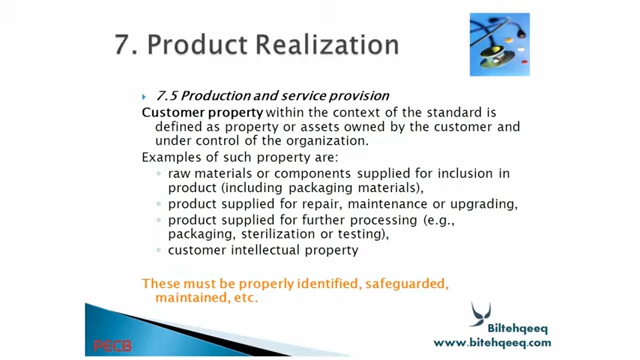 7. Product Realization
7.5 Production and service provision
Customer property within the context of the standard is
defined as property or assets owned by the customer and
under control of the organization.
Examples of such property are:
raw materials or components supplied for inclusion in
product (including packaging materials),
product supplied for repair, maintenance or upgrading,
product supplied for further processing (e.g.,
packaging, sterilization or testing),
customer intellectual property
These must be properly identified, safeguarded,
maintained, etc.
Biltehqeeq
PECB
www.bitehqeeq.com